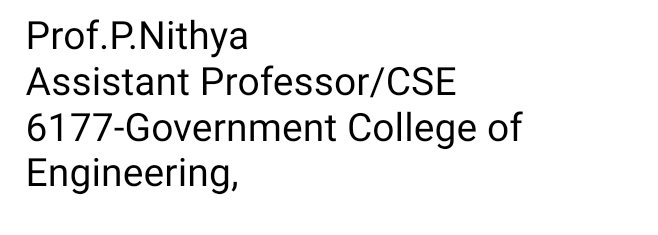 Prof.P.Nithya
Assistant Professor/CSE
6177-Government College of
Engineering,